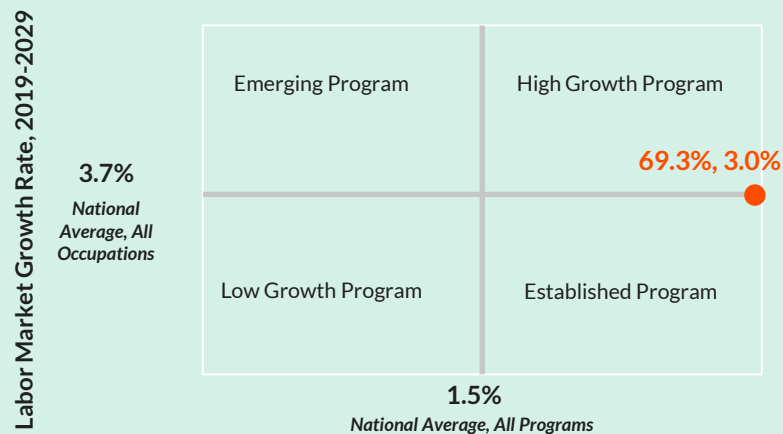 Labor Market Growth Rate, 2019-2029
Emerging Program
High Growth Program
69.3%, 3.0%
3.7%
National
Average, All
Occupations
Low Growth Program
Established Program
1.5%
National Average, All Programs